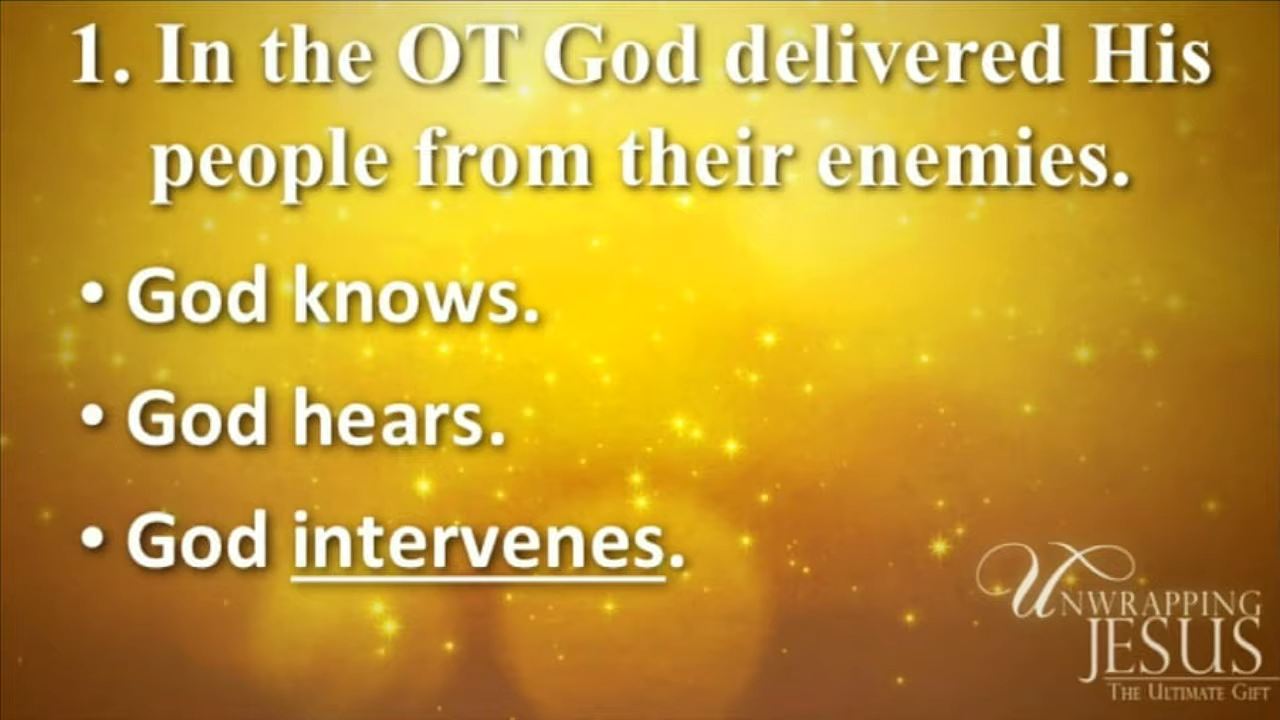 1. In the OT God delivered His
people from their enemies.
• God knows.
• God hears.
• God intervenes.
UNWRAPPING
JESUS
THE ULTIMATE GIFT